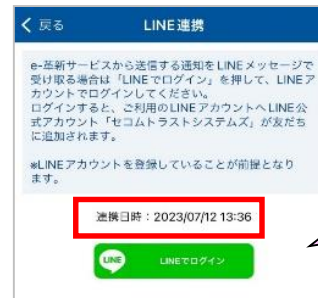 戻る LINE連携
e-革新サービスから送信する通知をLINEメッセージで
受け取る場合は「LINEでログイン」を押して、LINEア
カウントでログインしてください。
ログインすると、ご利用のLINEアカウントへLINE公
式アカウント「セコムトラストシステムズ」が友だち
に追加されます。
※LINEアカウントを登録していることが前提となり
ます。
連携日時：2023/07/12 13:36
LINE LINEでログイン